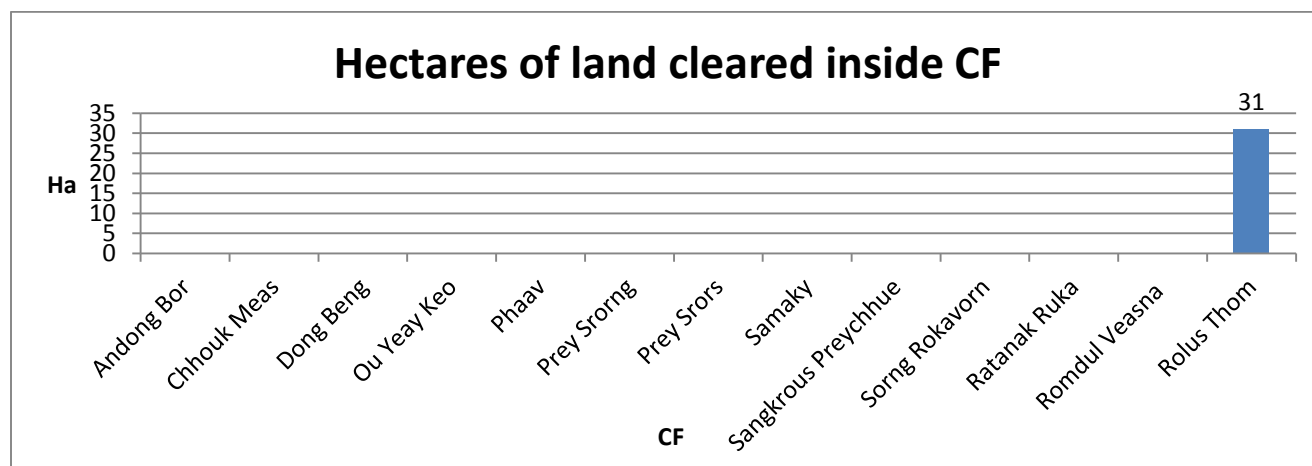 Hectares of land cleared inside CF
31
Ha
35
30
25
20
15
10
5
0
Andong Bor
Chhouk Meas
Dong Beng
Ou Yeay Keo
Phaav
Prey Srorng
Prey Srors
Samaky
Sangkrous Preychhue
Sorng Rokavorn
Ratanak Ruka
Romdul Veasna
Rolus Thom
CF